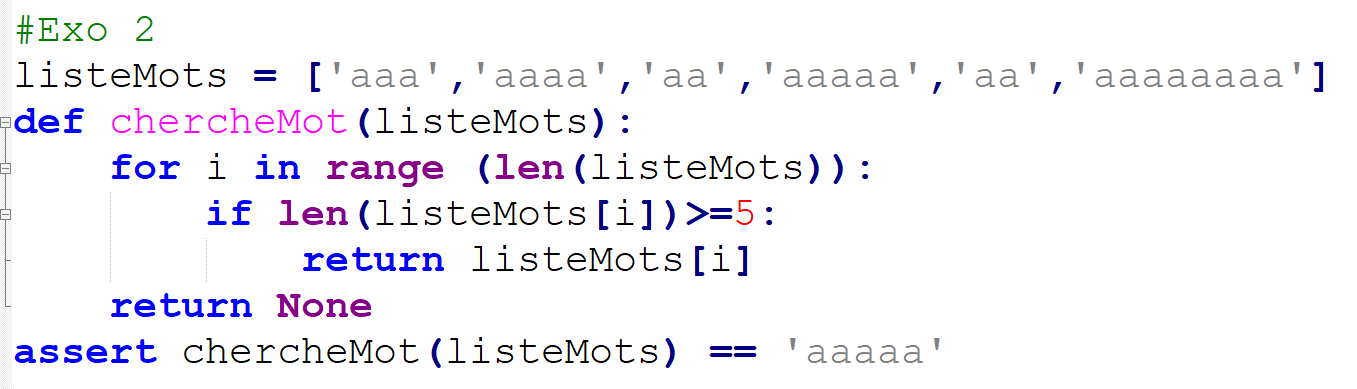 #Exo 2
listeMots = ['aaa','aaaa','aa','aaaaa','aa','aaaaaaaa']
def chercheMot(listeMots):
    for i in range (len(listeMots)):
        if len(listeMots[i])>=5:
            return listeMots[i]
    return None
assert chercheMot(listeMots) == 'aaaaa'